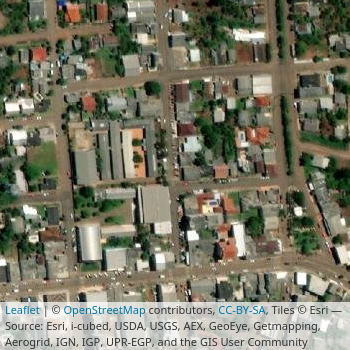 Leaflet | © OpenStreetMap contributors, CC-BY-SA, Tiles © Esri —
Source: Esri, i-cubed, USDA, USGS, AEX, GeoEye, Getmapping,
Aerogrid, IGN, IGP, UPR-EGP, and the GIS User Community